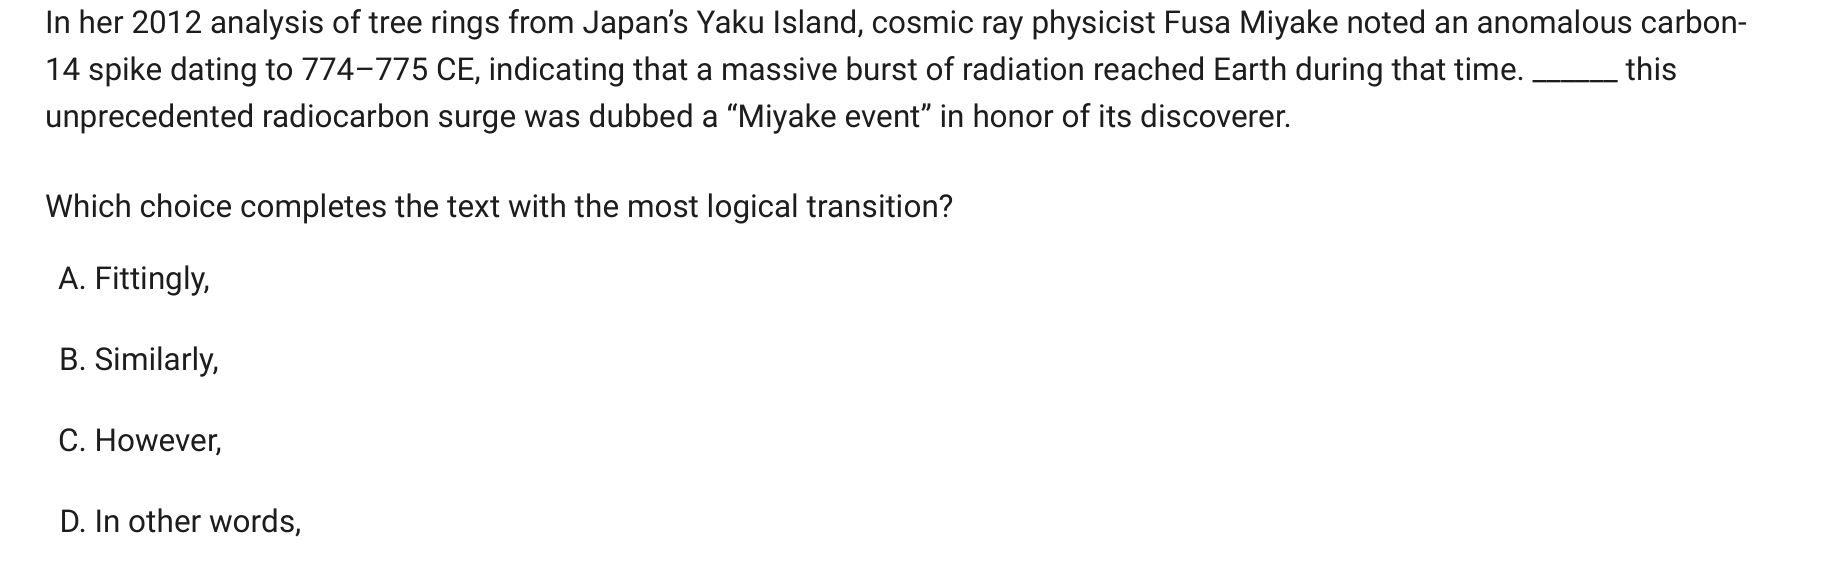 In her 2012 analysis of tree rings from Japan’s Yaku Island, cosmic ray physicist Fusa Miyake noted an anomalous carbon-
14 spike dating to 774–775 CE, indicating that a massive burst of radiation reached Earth during that time. ______ this
unprecedented radiocarbon surge was dubbed a “Miyake event” in honor of its discoverer.
Which choice completes the text with the most logical transition?
A. Fittingly,
B. Similarly,
C. However,
D. In other words,